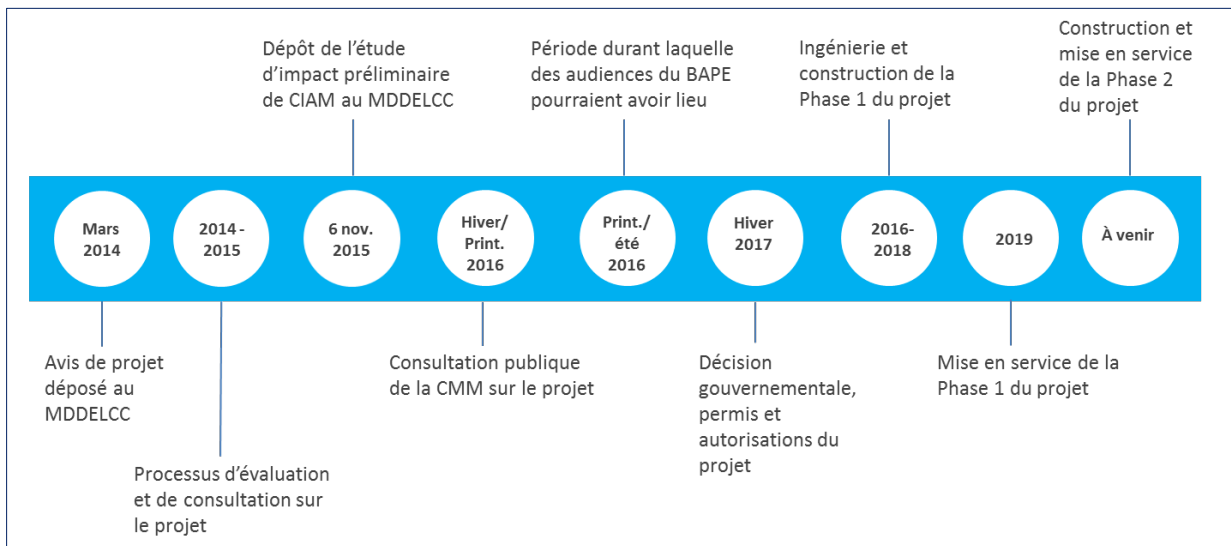 Dépôt de l'étude
d'impact préliminaire
de CIAM au MDDELCC
Période durant laquelle
des audiences du BAPE
pourraient avoir lieu
Ingénierie et
construction de la
Phase 1 du projet
Construction et
mise en service
de la Phase 2
du projet
Mars
2014
2014 -
2015
6 nov.
2015
Hiver/
Print.
2016
Print./
été
2016
Hiver
2017
2016-
2018
2019
À venir
Avis de projet
déposé au
MDDELCC
Processus d'évaluation
et de consultation sur
le projet
Consultation publique
de la CMM sur le projet
Décision
gouvernementale,
permis et
autorisations du
projet
Mise en service de la
Phase 1 du projet